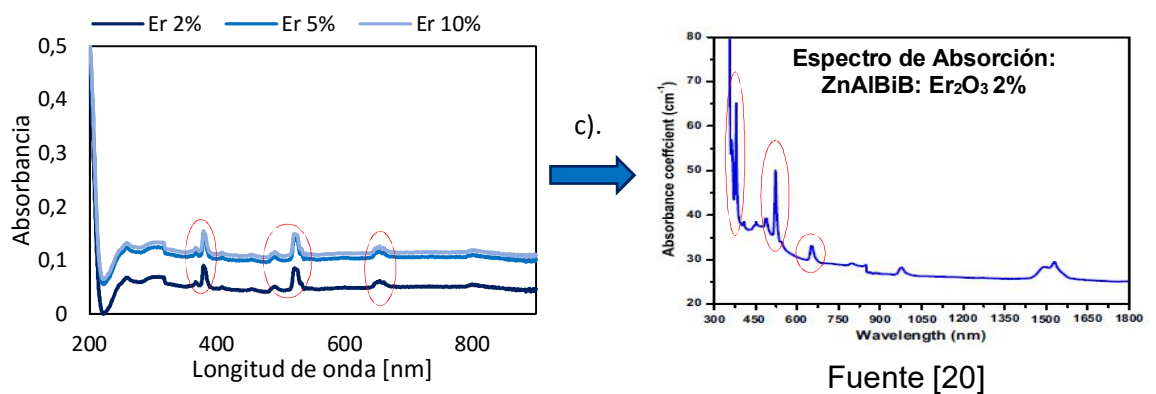 Er 2% Er 5% Er 10%
0,5
0,4
0,3
0,2
0,1
0
Absorbancia
200 400 600 800
Longitud de onda [nm]
c).
Espectro de Absorción:
ZnAlBiB: Er₂O₃ 2%
80
70
60
50
40
30
20
Absorbance coeffcient (cm⁻¹)
300 450 600 750 900 1050 1200 1350 1500 1650 1800
Wavelength (nm)
Fuente [20]